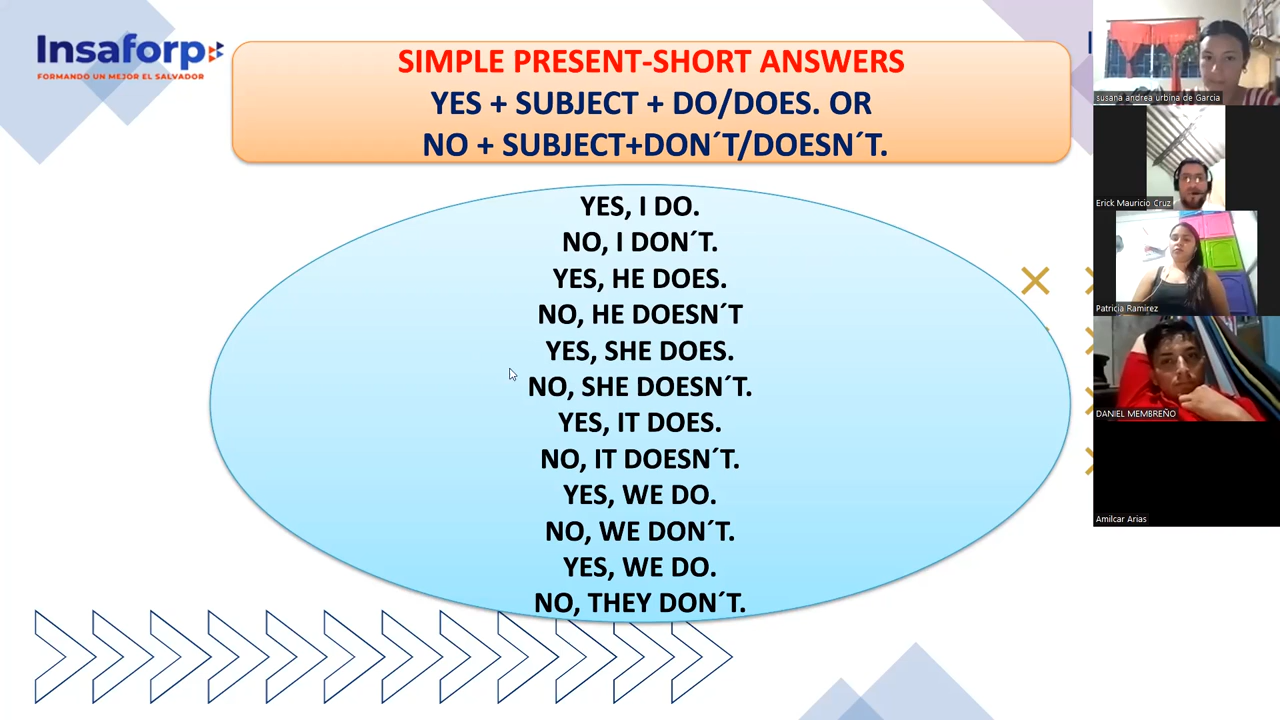 Insaforp
FORMANDO UN MEJOR EL SALVADOR
SIMPLE PRESENT-SHORT ANSWERS
YES + SUBJECT + DO/DOES. OR
NO + SUBJECT+DON´T/DOESN´T.
YES, I DO.
NO, I DON´T.
YES, HE DOES.
NO, HE DOESN´T
YES, SHE DOES.
NO, SHE DOESN´T.
YES, IT DOES.
NO, IT DOESN´T.
YES, WE DO.
NO, WE DON´T.
YES, WE DO.
NO, THEY DON´T.
susana andrea urbina de Garcia
Erick Mauricio Cruz
Patricia Ramirez
DANIEL MEMBREÑO
Amilcar Arias